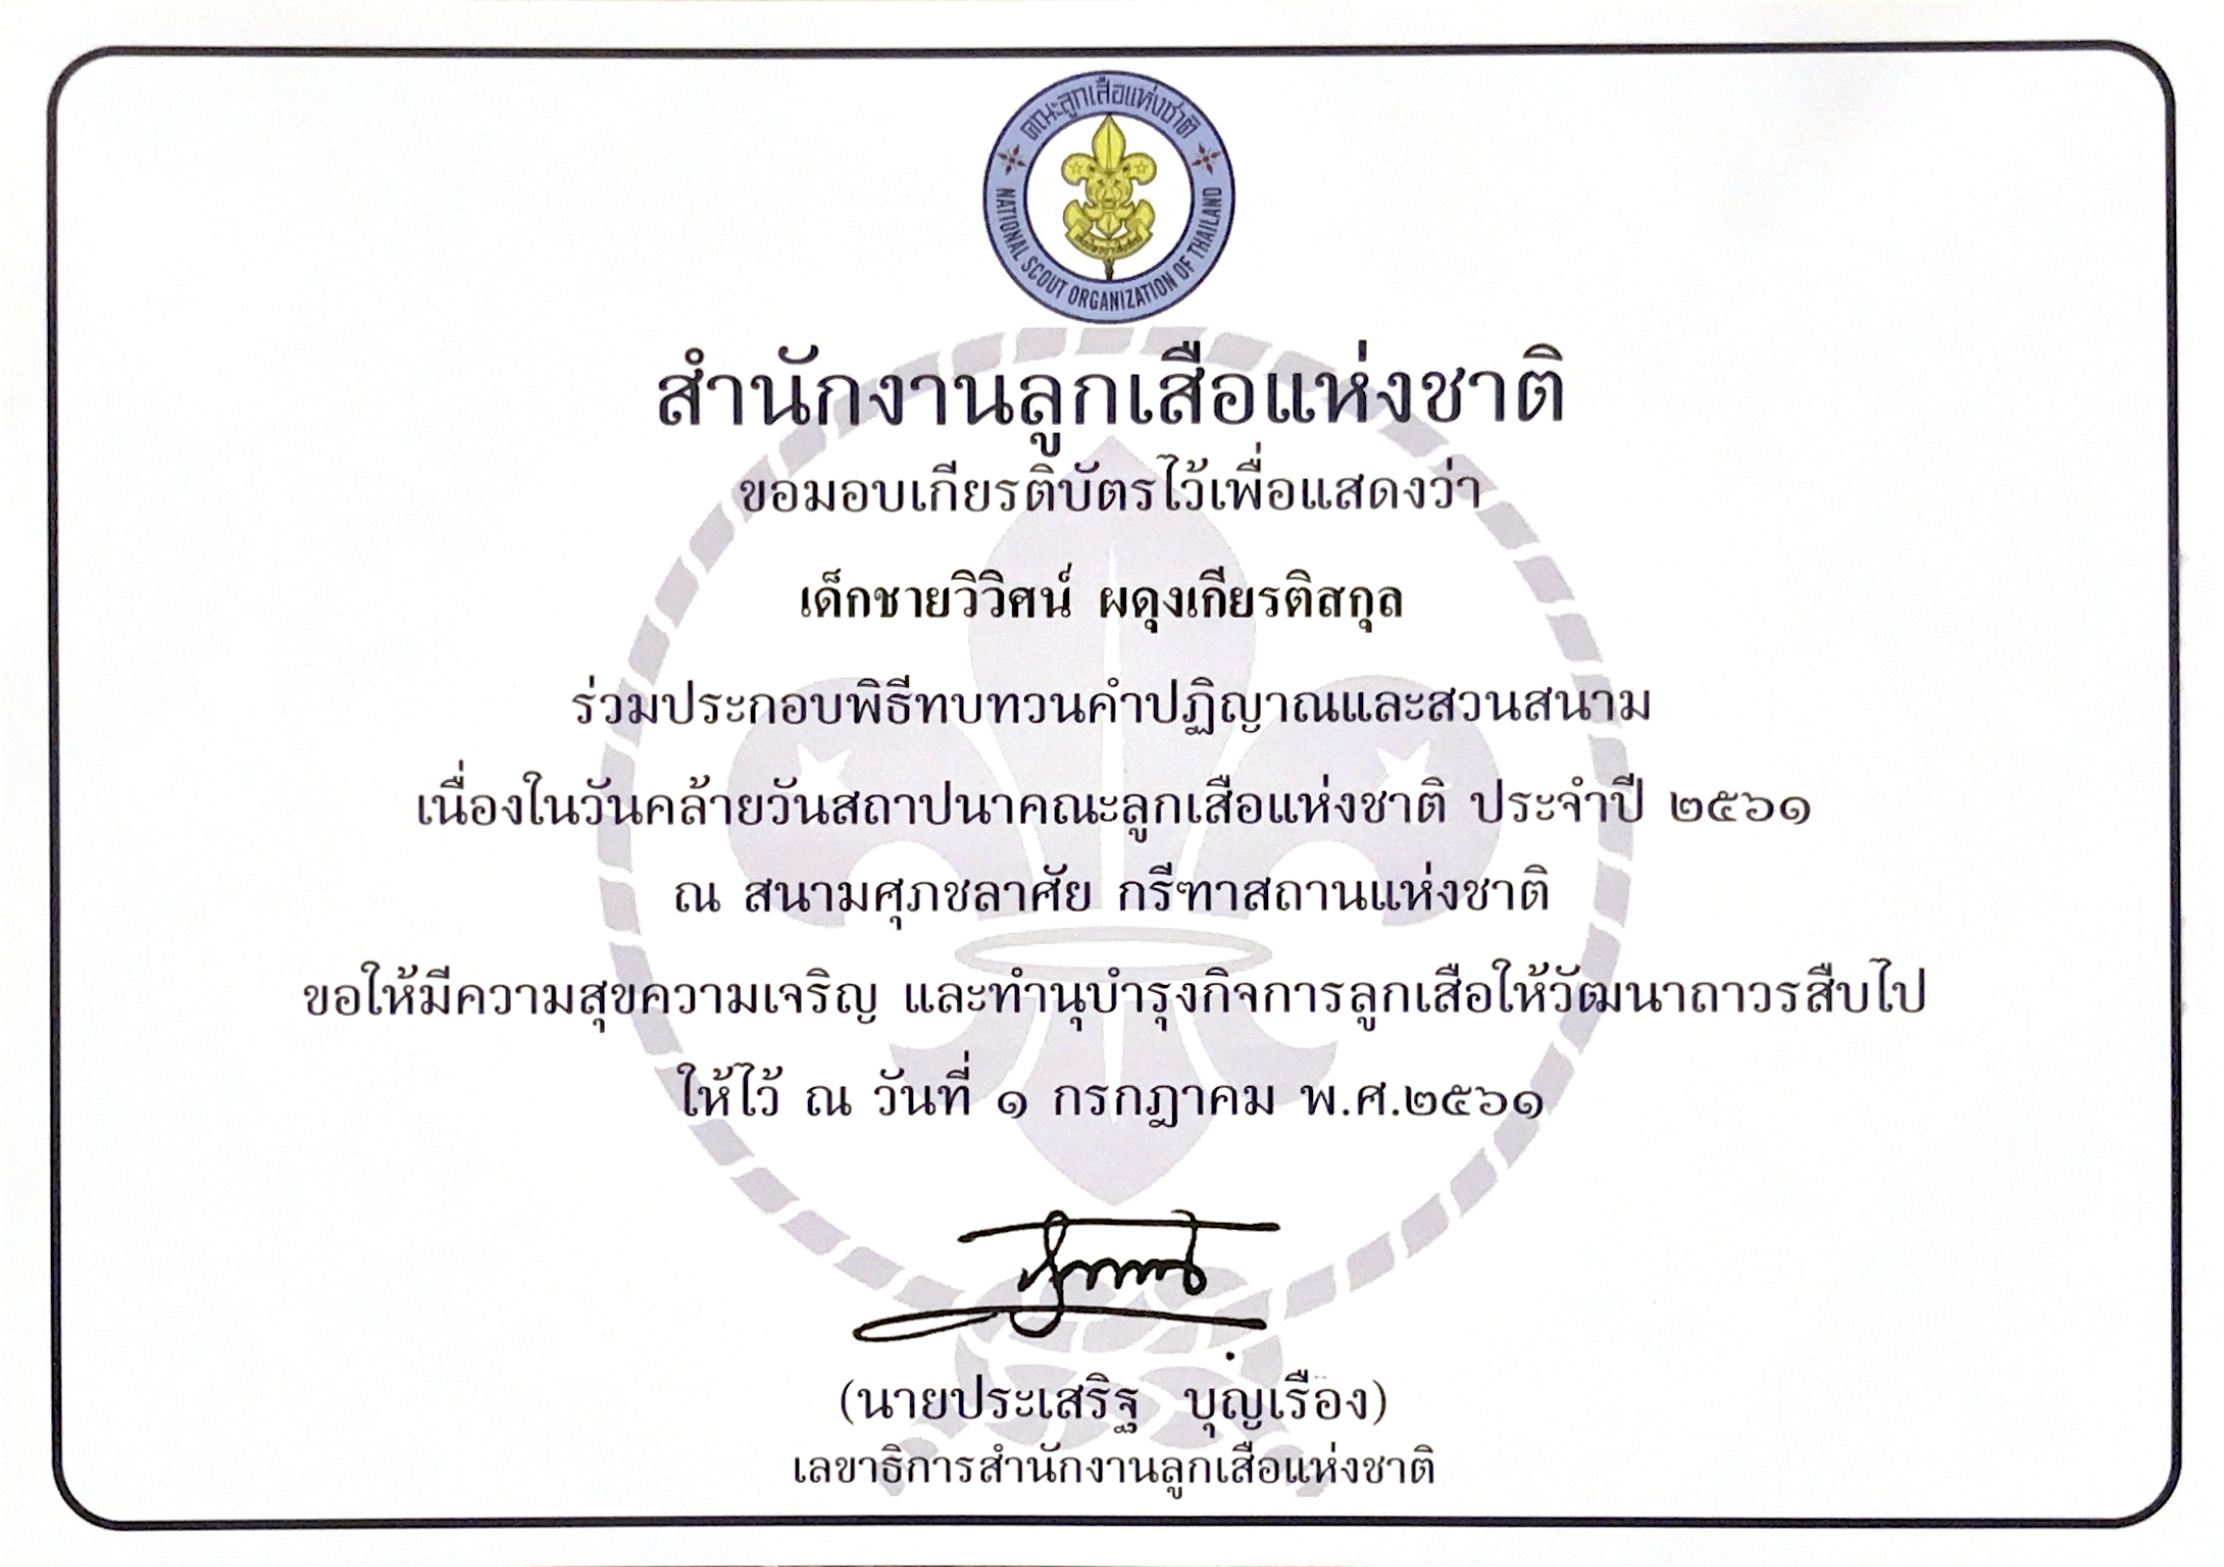 คณะลูกเสือแห่งชาติ
NATIONAL SCOUT ORGANIZATION OF THAILAND
สำนักงานลูกเสือแห่งชาติ
ขอมอบเกียรติบัตรไว้เพื่อแสดงว่า
เด็กชายวิวิศน์ ผดุงเกียรติสกุล
ร่วมประกอบพิธีทบทวนคำปฏิญาณและสวนสนาม
เนื่องในวันคล้ายวันสถาปนาคณะลูกเสือแห่งชาติ ประจำปี ๒๕๖๑
ณ สนามศุภชลาศัย กรีฑาสถานแห่งชาติ
ขอให้มีความสุขความเจริญ และทำนุบำรุงกิจการลูกเสือให้วัฒนาถาวรสืบไป
ให้ไว้ ณ วันที่ ๑ กรกฎาคม พ.ศ.๒๕๖๑
(นายประเสริฐ บุญเรือง)
เลขาธิการสำนักงานลูกเสือแห่งชาติ